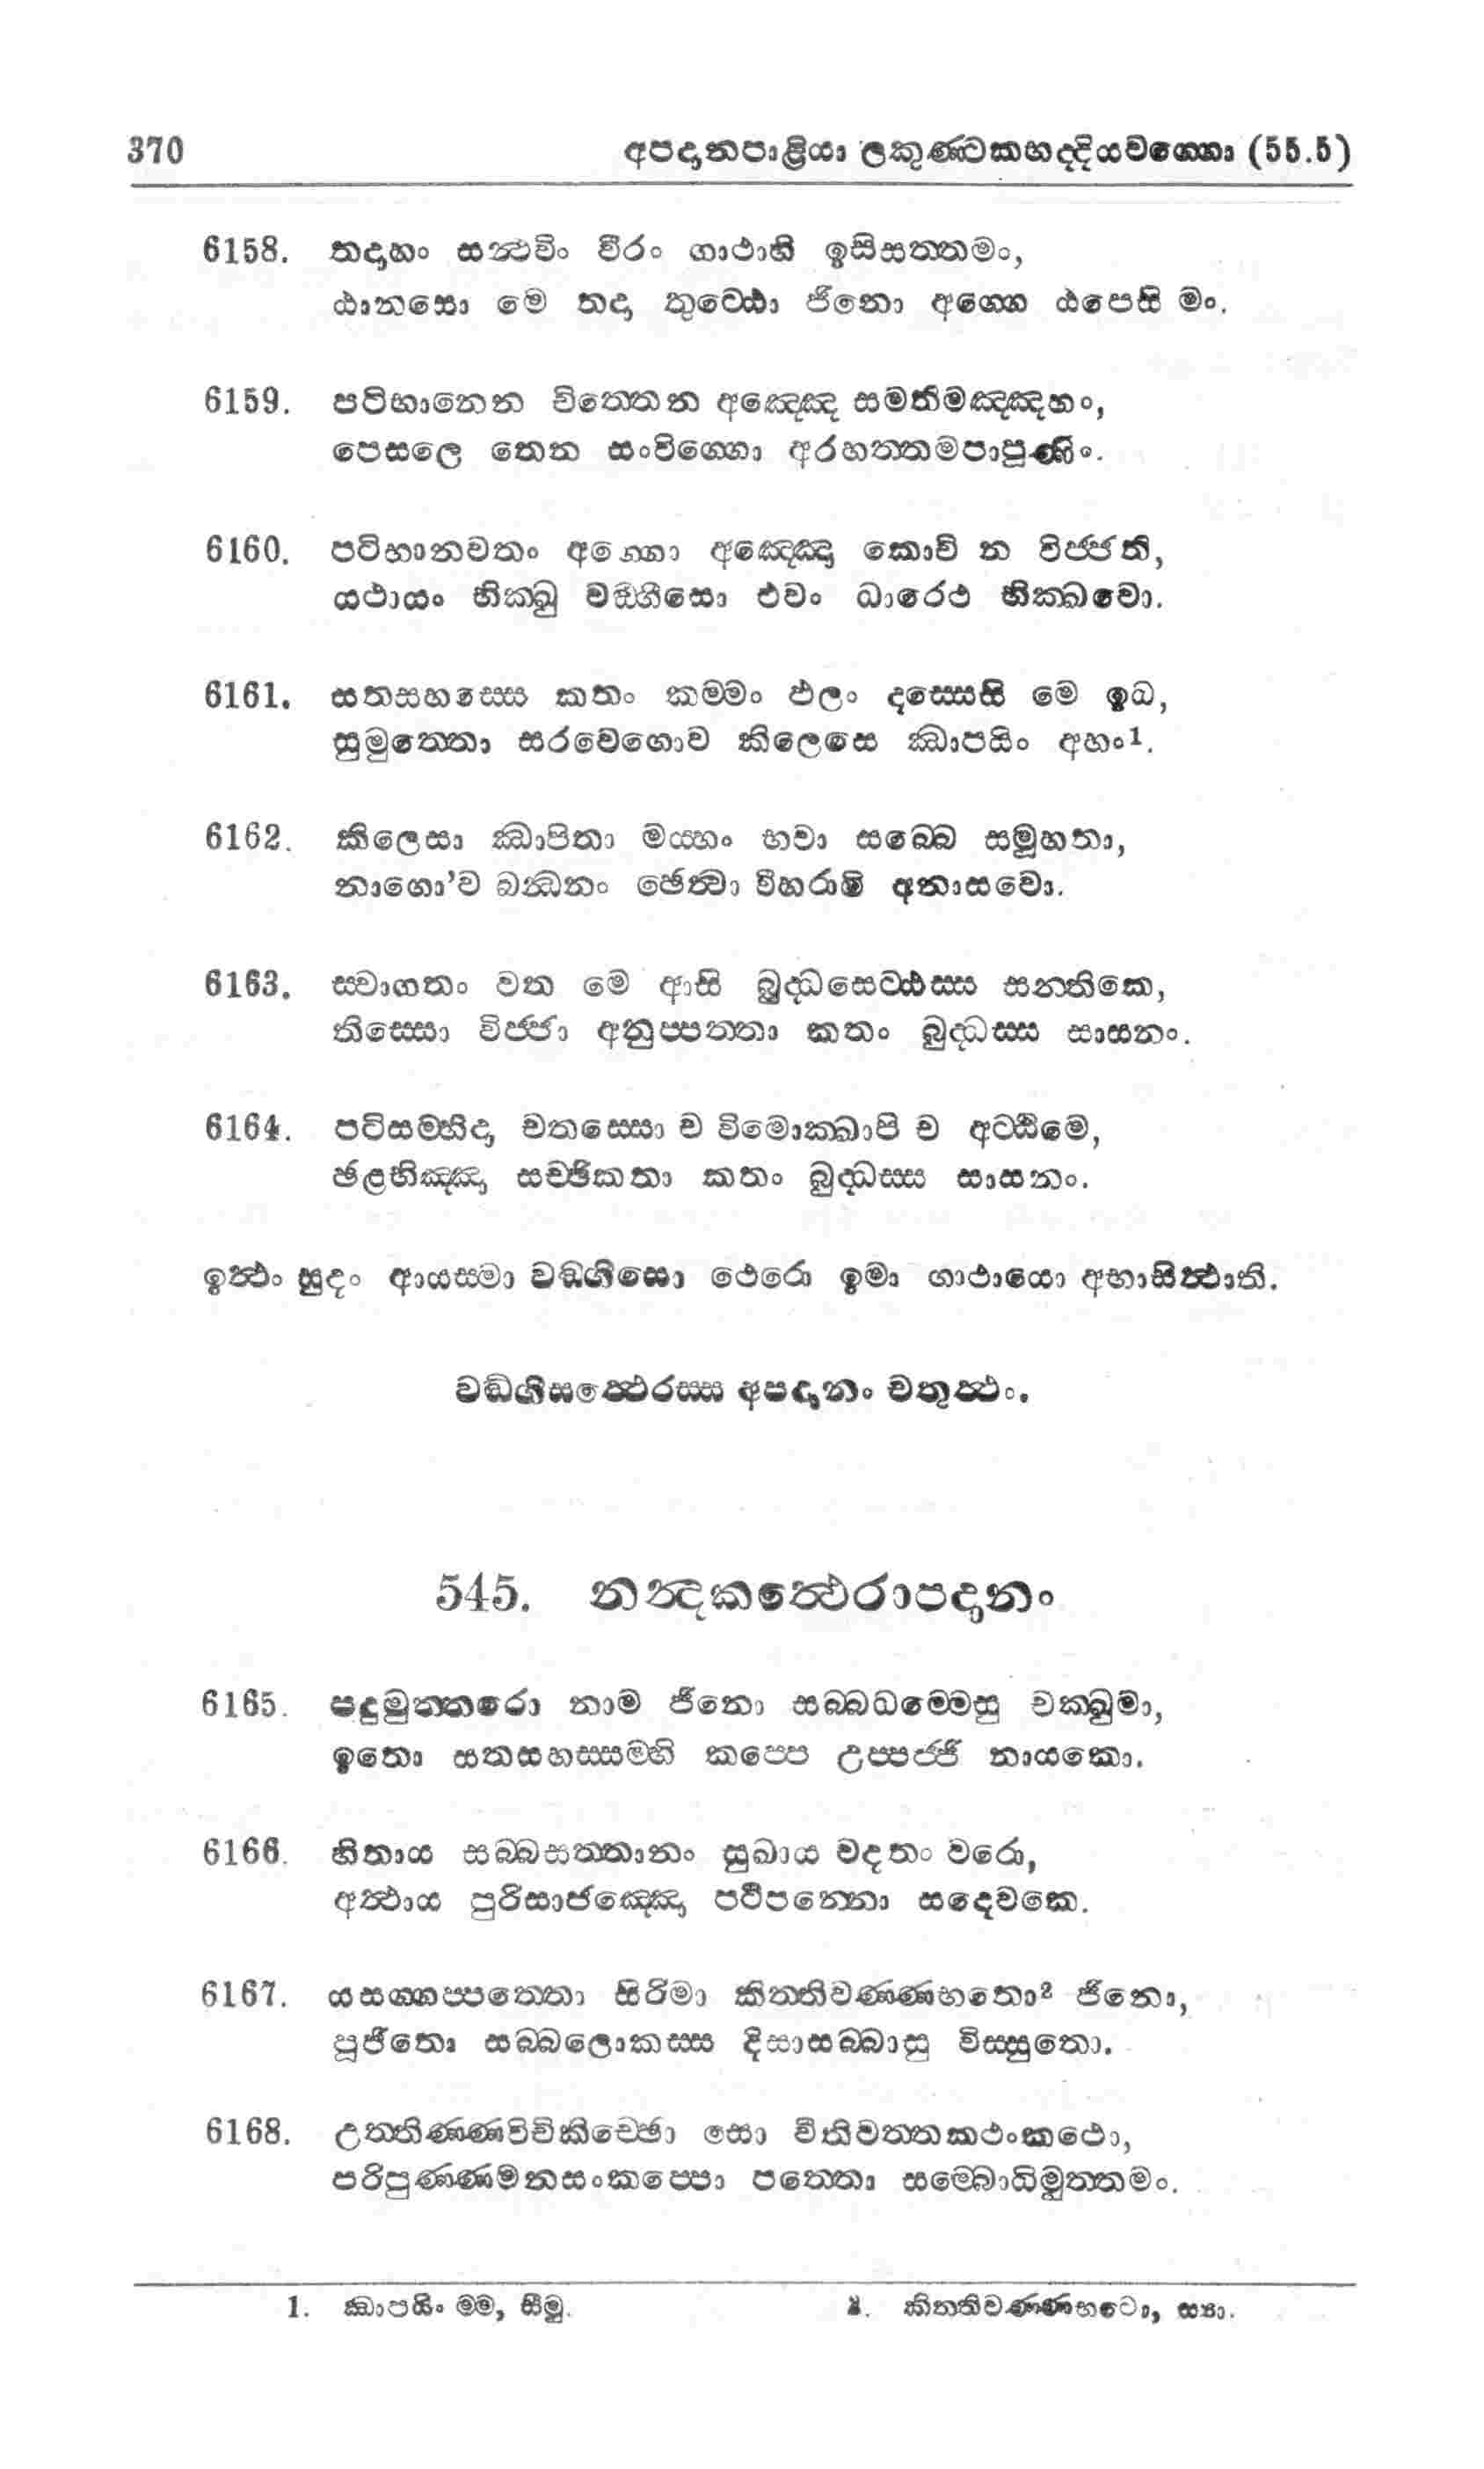 370 අපදානපාළියා ලකුණ්ටකභද්දියවග්ගො (55.5)
6158. තදාහං සන්ථවිං වීරං ගාථාහි ඉසිසත්තමං,
ඨානසො මෙ තදා තුට්ඨො ජිනො අග්ගෙ ඨපෙසි මං.
6159. පටිභානෙන චිත්තෙන අඤ්ඤෙ සමතිමඤ්ඤහං,
පෙසලෙ තෙන සංවිග්ගො අරහත්තමපාපුණිං.
6160. පටිභානවතං අග්ගො අඤ්ඤො කොචි න විජ්ජති,
යථායං භික්ඛු වඞ්ගීසො එවං ධාරෙථ භික්ඛවො.
6161. සතසහස්සෙ කතං කම්මං ඵලං දස්සෙසි මෙ ඉධ,
සුමුත්තො සරවෙගොව කිලෙසෙ ඣාපයිං අහං1.
6162. කිලෙසා ඣාපිතා මය්හං භවා සබ්බෙ සමූහතා,
නාගො'ව බන්ධනං ඡෙත්වා විහරාමි අනාසවො.
6163. ස්වාගතං වත මෙ ආසි බුද්ධසෙට්ඨස්ස සන්තිකෙ,
තිස්සො විජ්ජා අනුප්පත්තා කතං බුද්ධස්ස සාසනං.
6164. පටිසම්භිදා චතස්සො ච විමොක්ඛාපි ච අට්ඨිමෙ,
ඡළභිඤ්ඤා සච්ඡිකතා කතං බුද්ධස්ස සාසනං.
ඉත්ථං සුදං ආයස්මා වඞ්ගීසො ථෙරො ඉමා ගාථායො අභාසිත්ථාති.
වඞ්ගීසත්ථෙරස්ස අපදානං චතුත්ථං.
545. නන්දකත්ථෙරාපදානං
6165. පදුමුත්තරො නාම ජිනො සබ්බධම්මෙසු චක්ඛුමා,
ඉතො සතසහස්සම්හි කප්පෙ උප්පජ්ජි නායකො.
6166. හිතාය සබ්බසත්තානං සුඛාය වදතං වරො,
අත්ථාය පුරිසාජඤ්ඤො පටිපන්නො සදෙවකෙ.
6167. යසග්ගප්පත්තො සිරිමා කිත්තිවණ්ණභතො2 ජිනො,
පූජිතො සබ්බලොකස්ස දිසාසබ්බාසු විස්සුතො.
6168. උත්තිණ්ණවිචිකිච්ඡො සො වීතිවත්තකථංකථො,
පරිපුණ්ණමනසංකප්පො පත්තො සම්බොධිමුත්තමං.
1. ඣාපයිං මම, සීමු. 2. කිත්තිවණ්ණභටො, ස්යා.